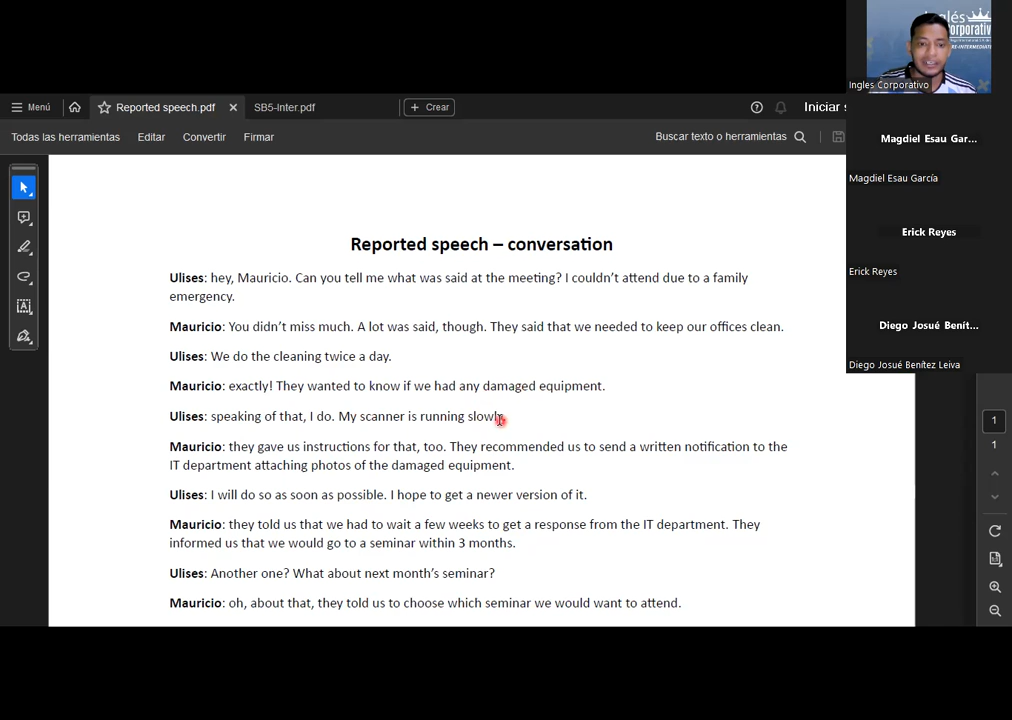 Inglés
Corporativo
RE-INTERMEDIATE
Ingles Corporativo
Menú
Reported speech.pdf
SB5-Inter.pdf
Crear
Iniciar s
Todas las herramientas
Editar
Convertir
Firmar
Buscar texto o herramientas
Magdiel Esau Gar...
Magdiel Esau García
Erick Reyes
Erick Reyes
Diego Josué Benít...
Diego Josué Benítez Leiva
Reported speech – conversation
Ulises: hey, Mauricio. Can you tell me what was said at the meeting? I couldn't attend due to a family
emergency.
Mauricio: You didn't miss much. A lot was said, though. They said that we needed to keep our offices clean.
Ulises: We do the cleaning twice a day.
Mauricio: exactly! They wanted to know if we had any damaged equipment.
Ulises: speaking of that, I do. My scanner is running slowly.
Mauricio: they gave us instructions for that, too. They recommended us to send a written notification to the
IT department attaching photos of the damaged equipment.
Ulises: I will do so as soon as possible. I hope to get a newer version of it.
Mauricio: they told us that we had to wait a few weeks to get a response from the IT department. They
informed us that we would go to a seminar within 3 months.
Ulises: Another one? What about next month's seminar?
Mauricio: oh, about that, they told us to choose which seminar we would want to attend.
1
1